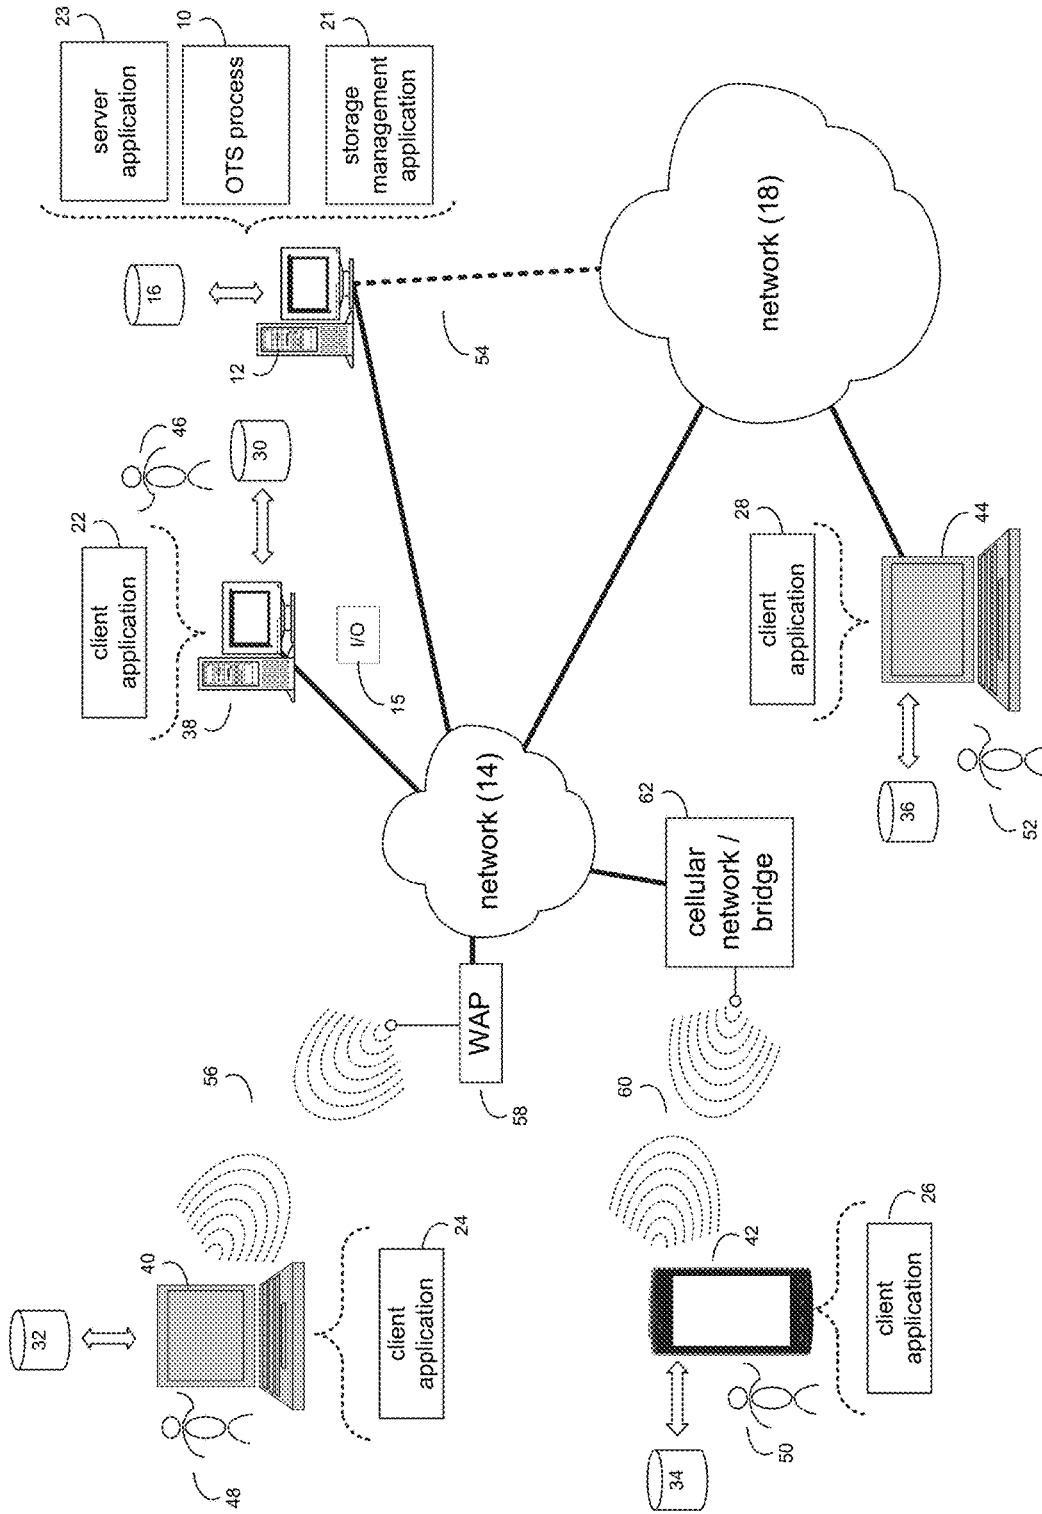 23
server
application
10
OTS process
21
storage
management
application
16
12
54
46
30
22
client
application
38
I/O
15
network (18)
28
client
application
44
36
52
network (14)
62
cellular
network /
bridge
WAP
58
56
60
32
40
48
24
client
application
42
34
50
26
client
application